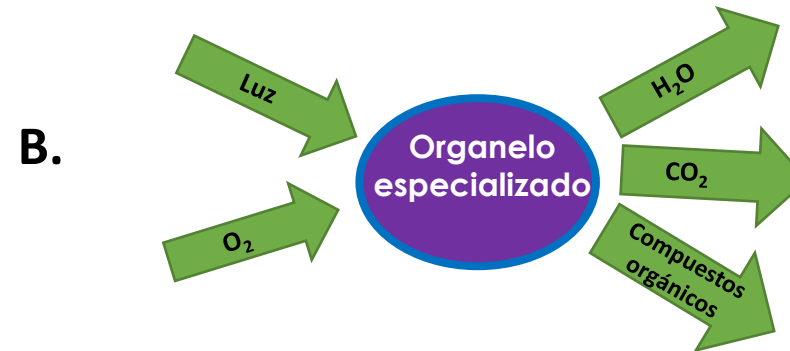 B.
Luz
O₂
Organelo
especializado
H₂O
CO₂
Compuestos
orgánicos